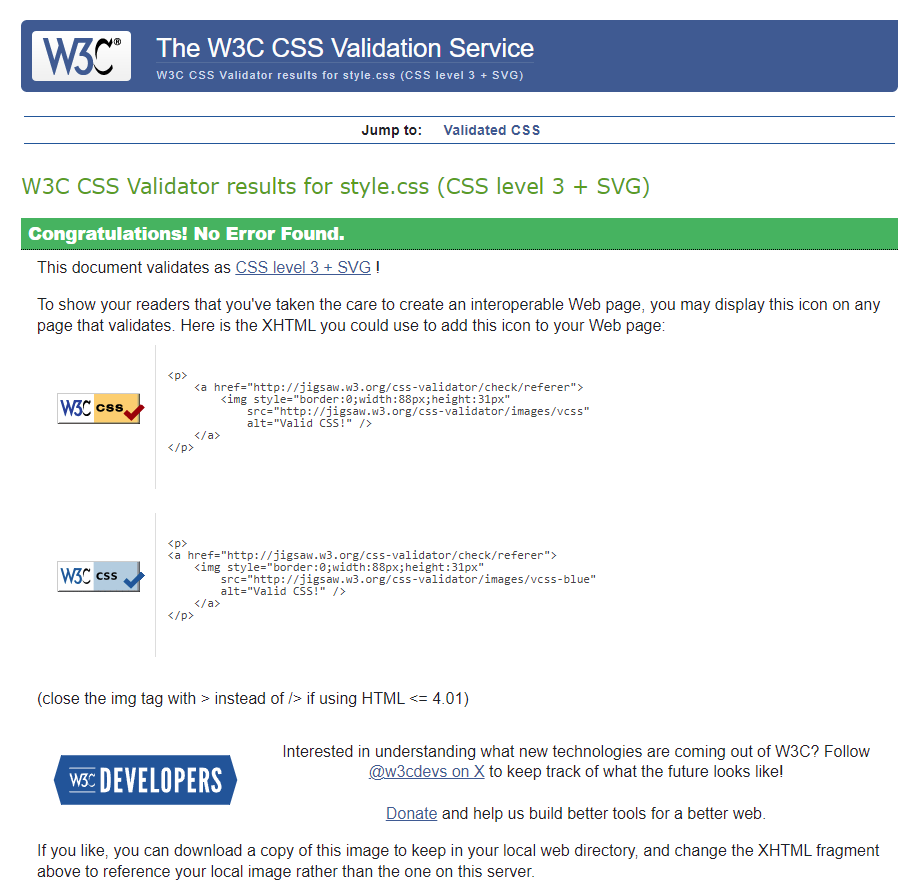 W3C®
The W3C CSS Validation Service
W3C CSS Validator results for style.css (CSS level 3 + SVG)
Jump to: Validated CSS
W3C CSS Validator results for style.css (CSS level 3 + SVG)
Congratulations! No Error Found.
This document validates as CSS level 3 + SVG !
To show your readers that you've taken the care to create an interoperable Web page, you may display this icon on any
page that validates. Here is the XHTML you could use to add this icon to your Web page:
W3C css
<p>
    <a href="http://jigsaw.w3.org/css-validator/check/referer">
        <img style="border:0;width:88px;height:31px"
            src="http://jigsaw.w3.org/css-validator/images/vcss"
            alt="Valid CSS!" />
    </a>
</p>
W3C css
<p>
<a href="http://jigsaw.w3.org/css-validator/check/referer">
    <img style="border:0;width:88px;height:31px"
        src="http://jigsaw.w3.org/css-validator/images/vcss-blue"
        alt="Valid CSS!" />
    </a>
</p>
(close the img tag with > instead of /> if using HTML <= 4.01)
W3C DEVELOPERS
Interested in understanding what new technologies are coming out of W3C? Follow
@w3cdevs on X to keep track of what the future looks like!
Donate and help us build better tools for a better web.
If you like, you can download a copy of this image to keep in your local web directory, and change the XHTML fragment
above to reference your local image rather than the one on this server.